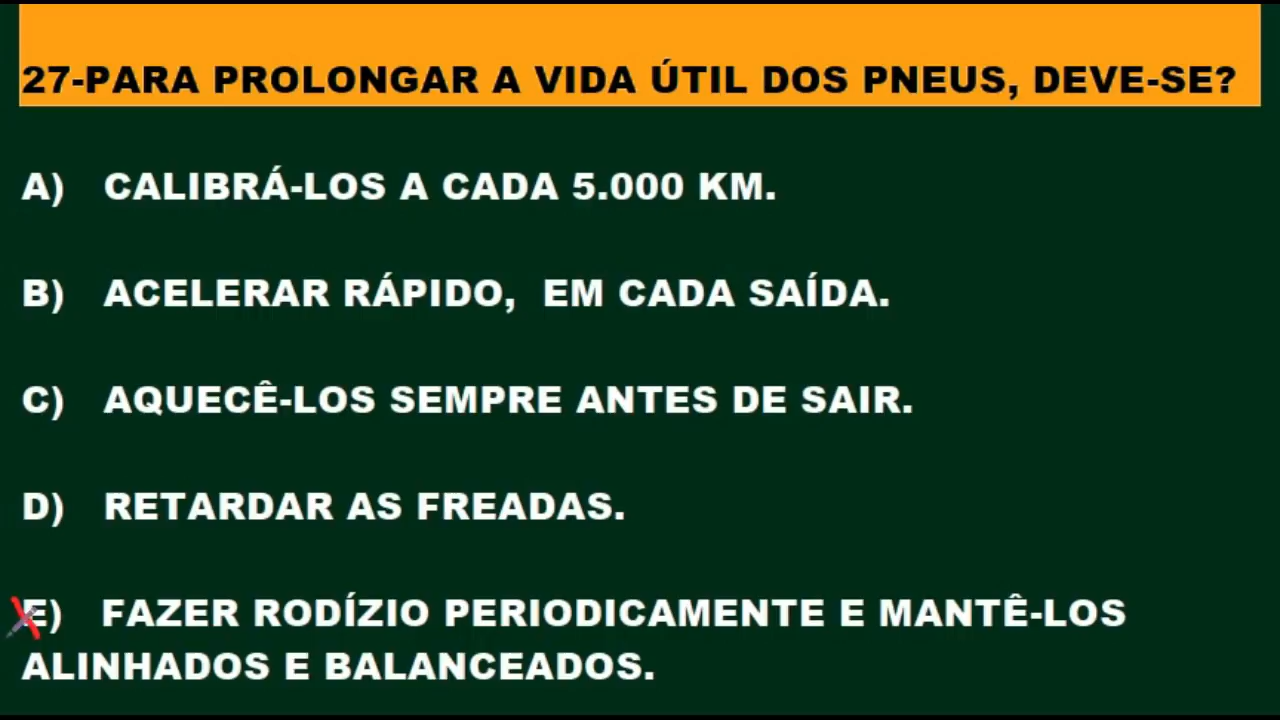 27-PARA PROLONGAR A VIDA ÚTIL DOS PNEUS, DEVE-SE?
A) CALIBRÁ-LOS A CADA 5.000 KM.
B) ACELERAR RÁPIDO, EM CADA SAÍDA.
C) AQUECÊ-LOS SEMPRE ANTES DE SAIR.
D) RETARDAR AS FREADAS.
E) FAZER RODÍZIO PERIODICAMENTE E MANTÊ-LOS
ALINHADOS E BALANCEADOS.